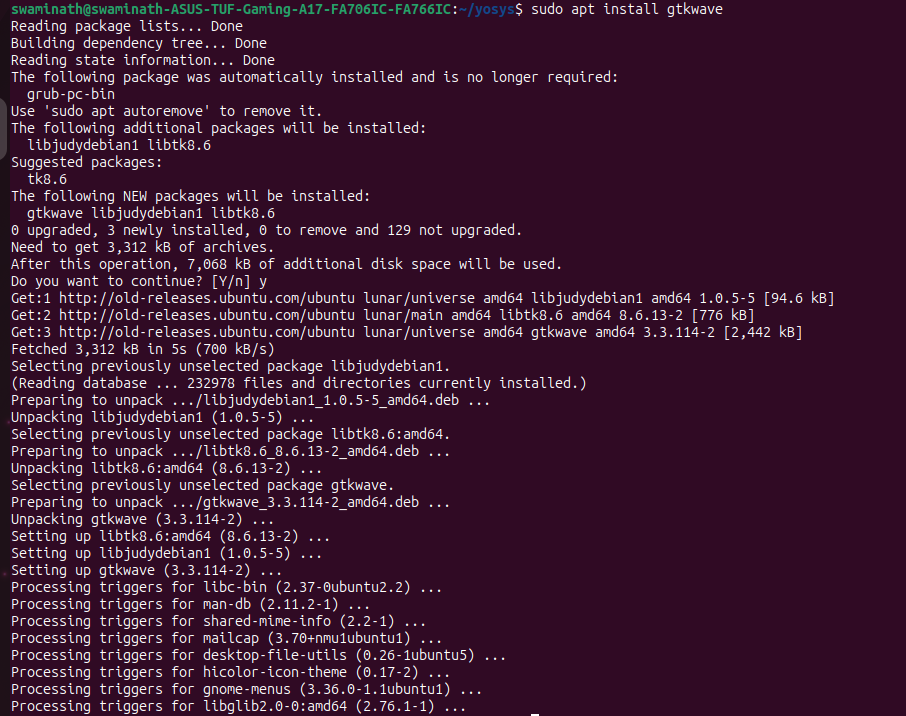 swaminath@swaminath-ASUS-TUF-Gaming-A17-FA706IC-FA766IC:~/yosys$ sudo apt install gtkwave
Reading package lists... Done
Building dependency tree... Done
Reading state information... Done
The following package was automatically installed and is no longer required:
  grub-pc-bin
Use 'sudo apt autoremove' to remove it.
The following additional packages will be installed:
  libjudydebian1 libtk8.6
Suggested packages:
  tk8.6
The following NEW packages will be installed:
  gtkwave libjudydebian1 libtk8.6
0 upgraded, 3 newly installed, 0 to remove and 129 not upgraded.
Need to get 3,312 kB of archives.
After this operation, 7,068 kB of additional disk space will be used.
Do you want to continue? [Y/n] y
Get:1 http://old-releases.ubuntu.com/ubuntu lunar/universe amd64 libjudydebian1 amd64 1.0.5-5 [94.6 kB]
Get:2 http://old-releases.ubuntu.com/ubuntu lunar/main amd64 libtk8.6 amd64 8.6.13-2 [776 kB]
Get:3 http://old-releases.ubuntu.com/ubuntu lunar/universe amd64 gtkwave amd64 3.3.114-2 [2,442 kB]
Fetched 3,312 kB in 5s (700 kB/s)
Selecting previously unselected package libjudydebian1.
(Reading database ... 232978 files and directories currently installed.)
Preparing to unpack .../libjudydebian1_1.0.5-5_amd64.deb ...
Unpacking libjudydebian1 (1.0.5-5) ...
Selecting previously unselected package libtk8.6:amd64.
Preparing to unpack .../libtk8.6_8.6.13-2_amd64.deb ...
Unpacking libtk8.6:amd64 (8.6.13-2) ...
Selecting previously unselected package gtkwave.
Preparing to unpack .../gtkwave_3.3.114-2_amd64.deb ...
Unpacking gtkwave (3.3.114-2) ...
Setting up libtk8.6:amd64 (8.6.13-2) ...
Setting up libjudydebian1 (1.0.5-5) ...
Setting up gtkwave (3.3.114-2) ...
Processing triggers for libc-bin (2.37-0ubuntu2.2) ...
Processing triggers for man-db (2.11.2-1) ...
Processing triggers for shared-mime-info (2.2-1) ...
Processing triggers for mailcap (3.70+nmu1ubuntu1) ...
Processing triggers for desktop-file-utils (0.26-1ubuntu5) ...
Processing triggers for hicolor-icon-theme (0.17-2) ...
Processing triggers for gnome-menus (3.36.0-1.1ubuntu1) ...
Processing triggers for libglib2.0-0:amd64 (2.76.1-1) ...